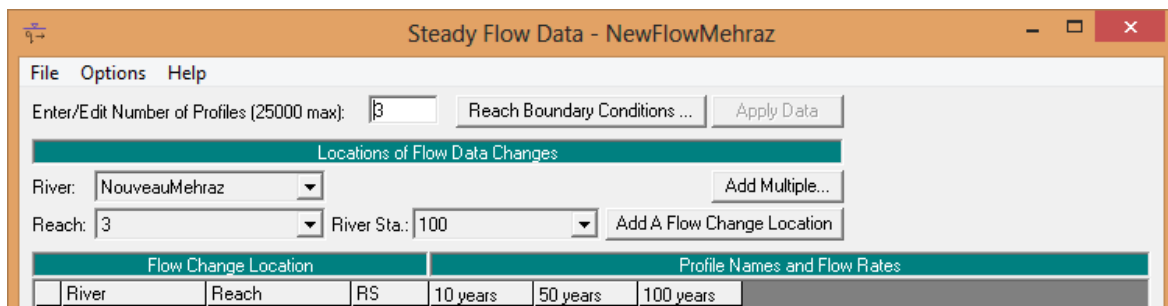 Steady Flow Data - NewFlowMehraz
File Options Help
Enter/Edit Number of Profiles (25000 max): 3 Reach Boundary Conditions ... Apply Data
Locations of Flow Data Changes
River: NouveauMehraz Add Multiple...
Reach: 3 River Sta.: 100 Add A Flow Change Location
Flow Change Location Profile Names and Flow Rates
River Reach RS 10 years 50 years 100 years